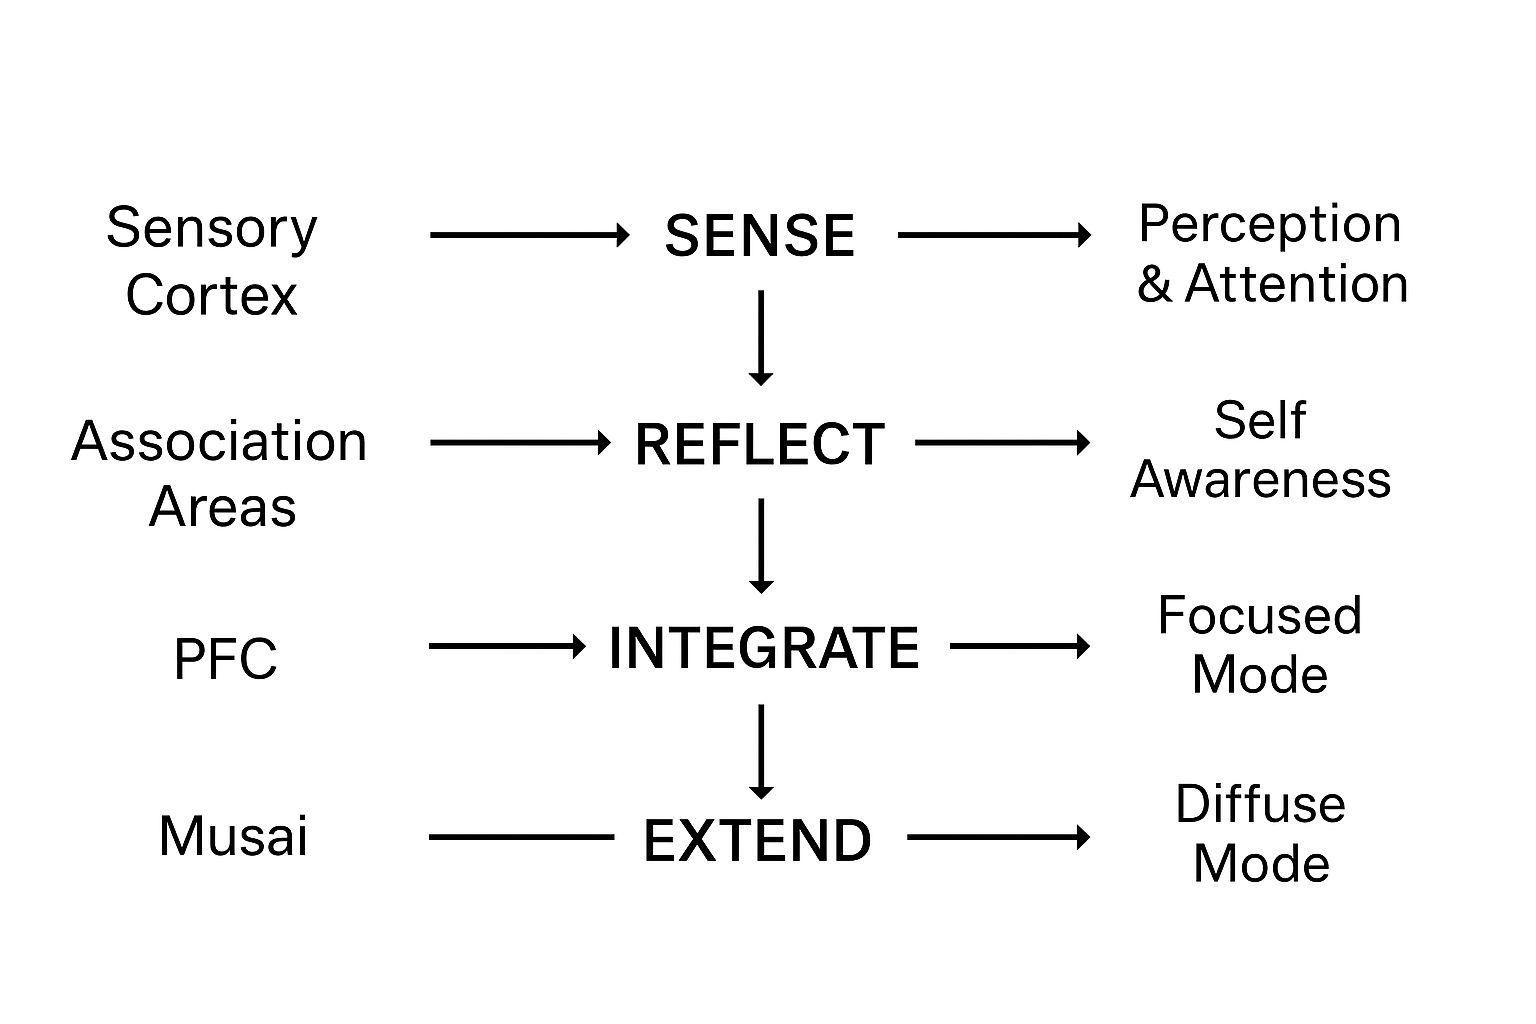 Sensory
Cortex
SENSE
Perception
& Attention
Association
Areas
REFLECT
Self
Awareness
PFC
INTEGRATE
Focused
Mode
Musai
EXTEND
Diffuse
Mode